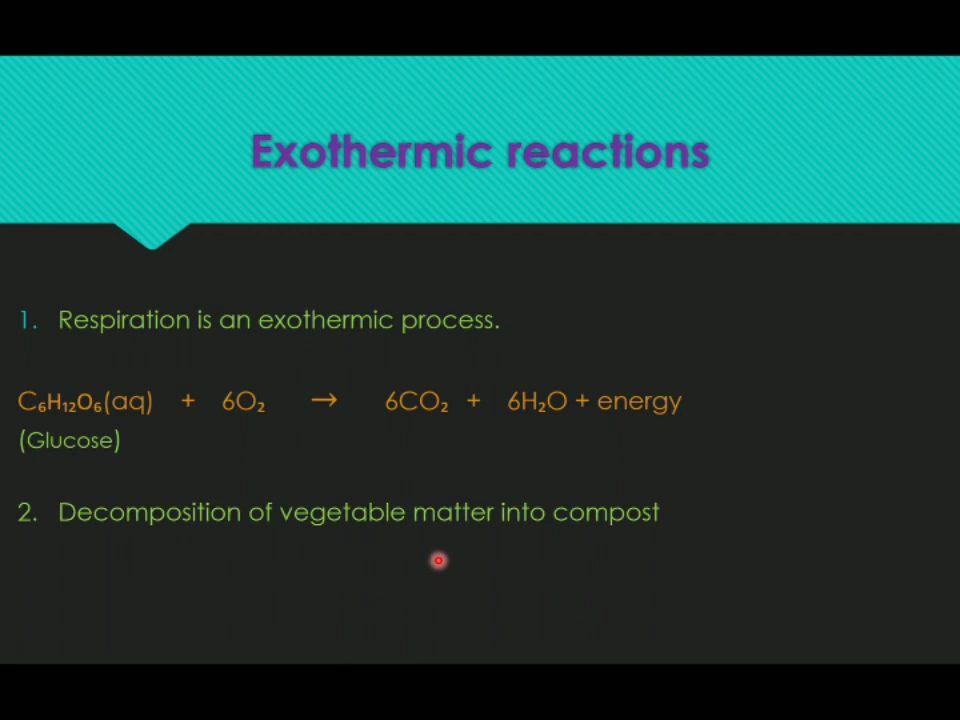 Exothermic reactions
1. Respiration is an exothermic process.
C₆H₁₂O₆(aq) + 6O₂ → 6CO₂ + 6H₂O + energy
(Glucose)
2. Decomposition of vegetable matter into compost